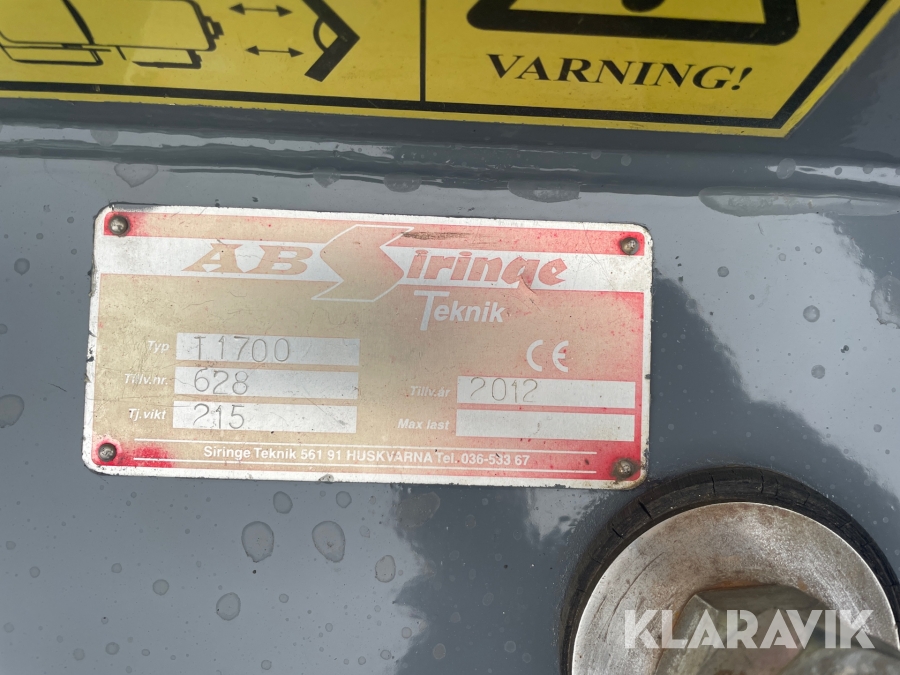 VARNING!
AB Siringe
Teknik
Typ T1700
Tillv.nr. 628
Tillv.år 2012
Tj.vikt 215
Max last
Siringe Teknik 561 91 HUSKVARNA Tel. 036-533 67
KLARAVIK